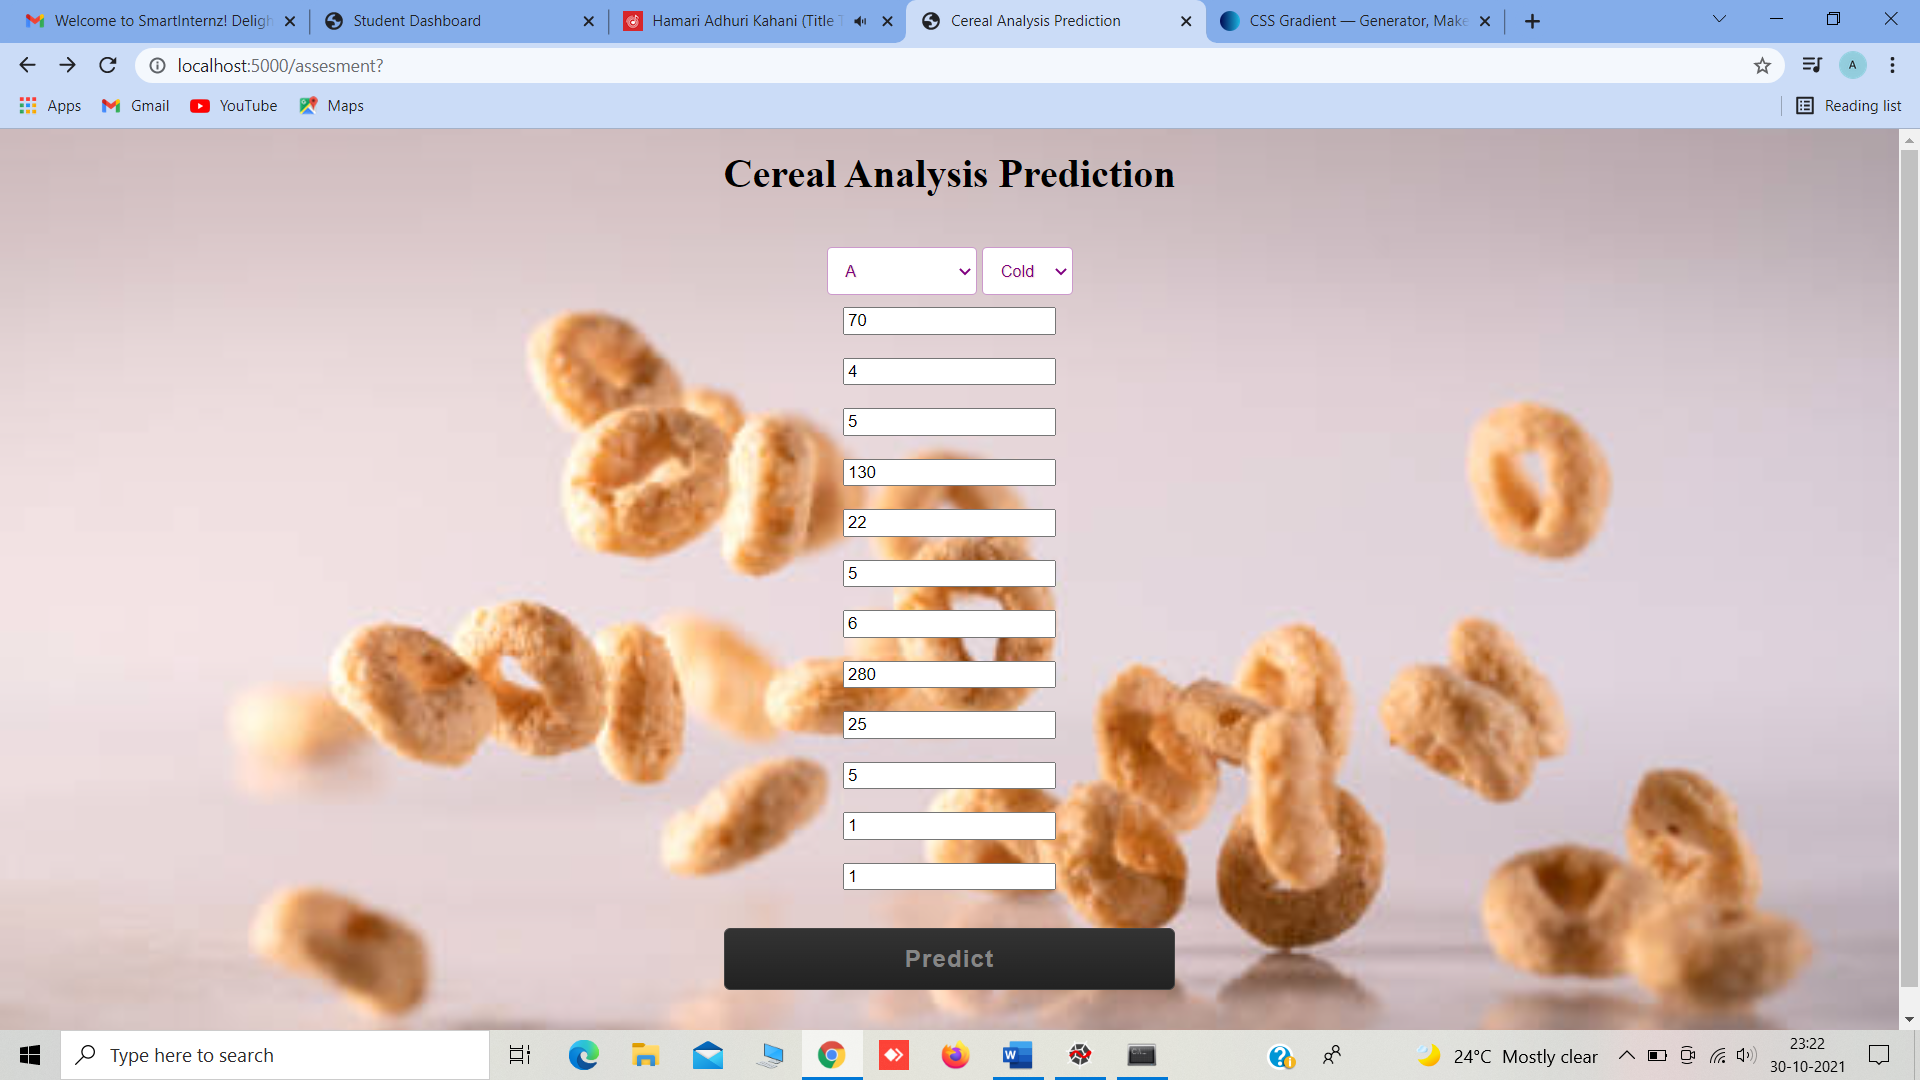 Welcome to SmartInternz! Deligh
Student Dashboard
Hamari Adhuri Kahani (Title T
Cereal Analysis Prediction
CSS Gradient — Generator, Make
localhost:5000/assesment?
A
Apps
Gmail
YouTube
Maps
Reading list
Cereal Analysis Prediction
A
Cold
70
4
5
130
22
5
6
280
25
5
1
1
Predict
Type here to search
24°C Mostly clear
23:22
30-10-2021